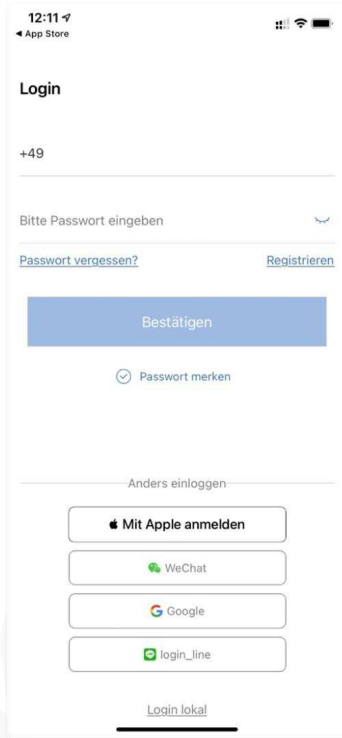 12:11
◀ App Store
Login
+49
Bitte Passwort eingeben
Passwort vergessen? Registrieren
Bestätigen
Passwort merken
Anders einloggen
Mit Apple anmelden
WeChat
Google
login_line
Login lokal